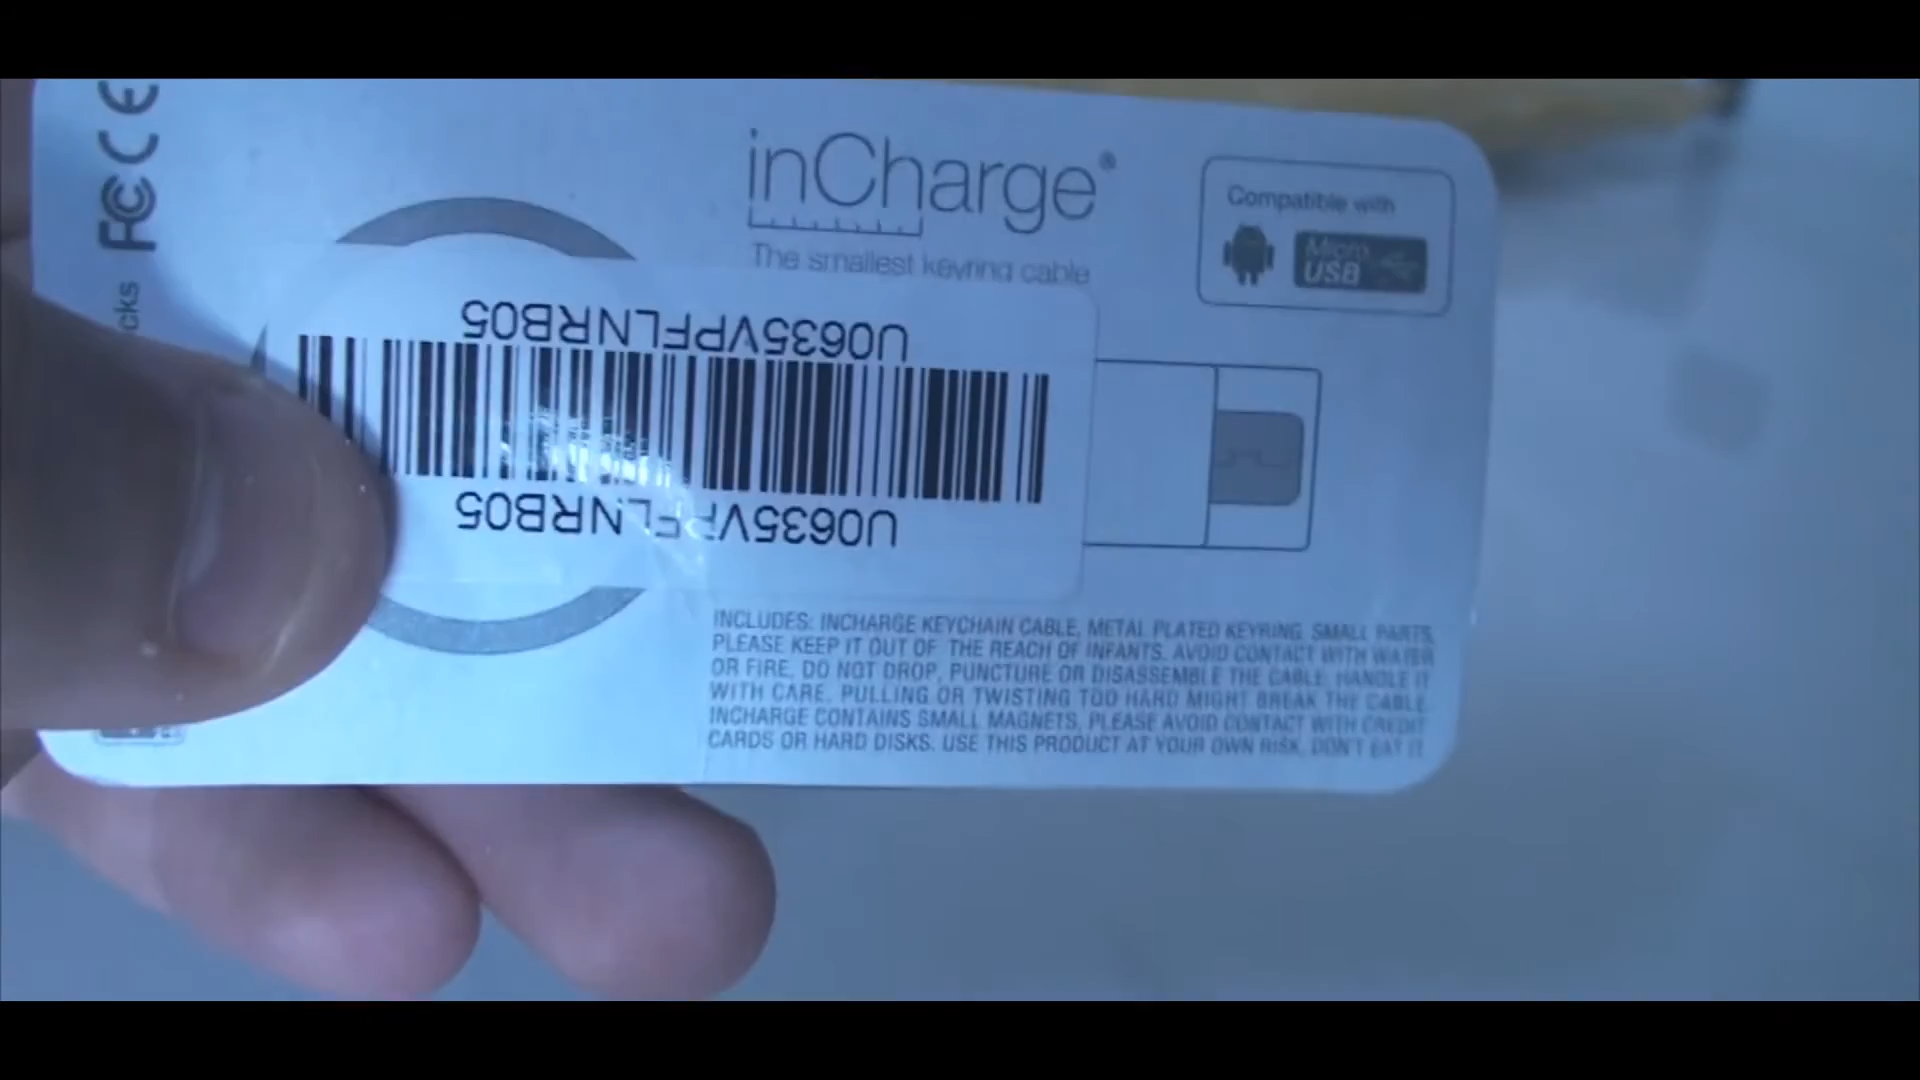 CE
FC
cks
inCharge®
The smallest keyring cable
Compatible with
Micro
USB
U0635VPFLNRB05
U0635VPFLNRB05
INCLUDES: INCHARGE KEYCHAIN CABLE, METAL PLATED KEYRING. SMALL PARTS,
PLEASE KEEP IT OUT OF THE REACH OF INFANTS. AVOID CONTACT WITH WATER
OR FIRE, DO NOT DROP, PUNCTURE OR DISASSEMBLE THE CABLE. HANDLE IT
WITH CARE. PULLING OR TWISTING TOO HARD MIGHT BREAK THE CABLE.
INCHARGE CONTAINS SMALL MAGNETS, PLEASE AVOID CONTACT WITH CREDIT
CARDS OR HARD DISKS. USE THIS PRODUCT AT YOUR OWN RISK. DON'T EAT IT.